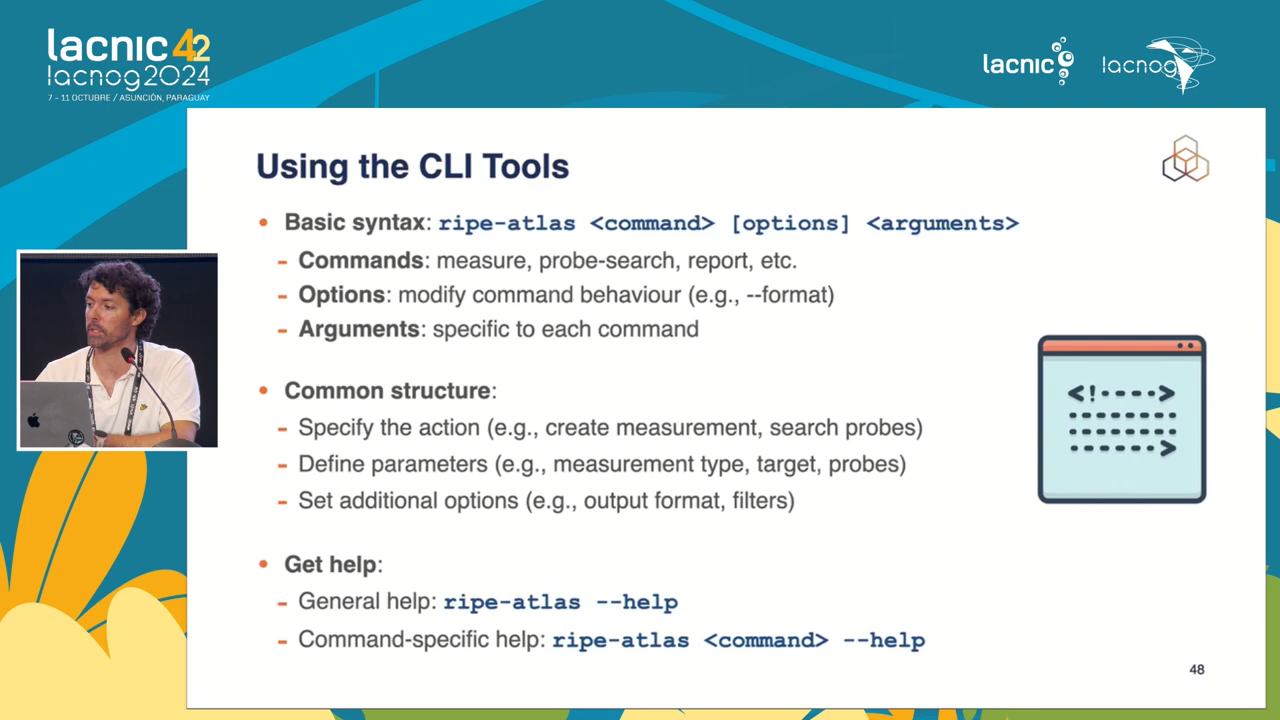 lacnic 42
lacnog2024
7 - 11 OCTUBRE / ASUNCIÓN, PARAGUAY
lacnic
lacnog
Using the CLI Tools
• Basic syntax: ripe-atlas <command> [options] <arguments>
- Commands: measure, probe-search, report, etc.
- Options: modify command behaviour (e.g., --format)
- Arguments: specific to each command
• Common structure:
- Specify the action (e.g., create measurement, search probes)
- Define parameters (e.g., measurement type, target, probes)
- Set additional options (e.g., output format, filters)
• Get help:
- General help: ripe-atlas --help
- Command-specific help: ripe-atlas <command> --help
48